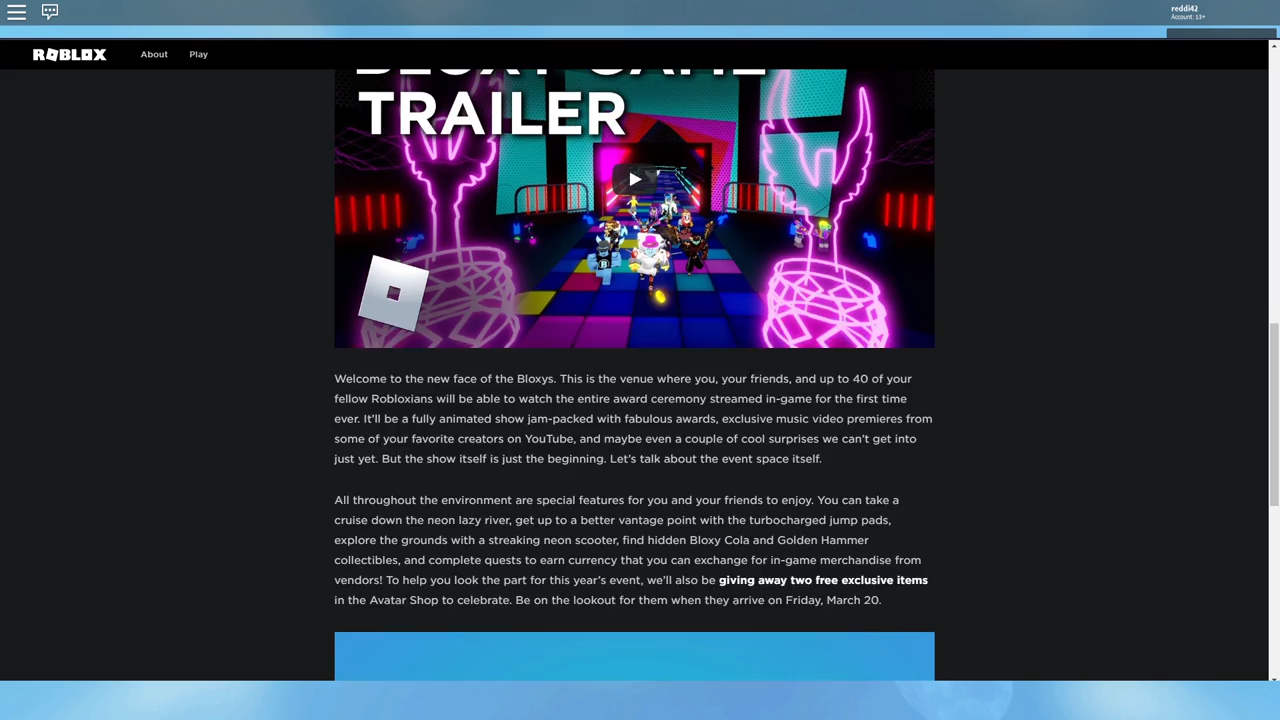 reddi42
Account: 13+
ROBLOX
About
Play
BLOXY GAME
TRAILER
Welcome to the new face of the Bloxys. This is the venue where you, your friends, and up to 40 of your
fellow Robloxians will be able to watch the entire award ceremony streamed in-game for the first time
ever. It’ll be a fully animated show jam-packed with fabulous awards, exclusive music video premieres from
some of your favorite creators on YouTube, and maybe even a couple of cool surprises we can’t get into
just yet. But the show itself is just the beginning. Let’s talk about the event space itself.
All throughout the environment are special features for you and your friends to enjoy. You can take a
cruise down the neon lazy river, get up to a better vantage point with the turbocharged jump pads,
explore the grounds with a streaking neon scooter, find hidden Bloxy Cola and Golden Hammer
collectibles, and complete quests to earn currency that you can exchange for in-game merchandise from
vendors! To help you look the part for this year’s event, we’ll also be giving away two free exclusive items
in the Avatar Shop to celebrate. Be on the lookout for them when they arrive on Friday, March 20.